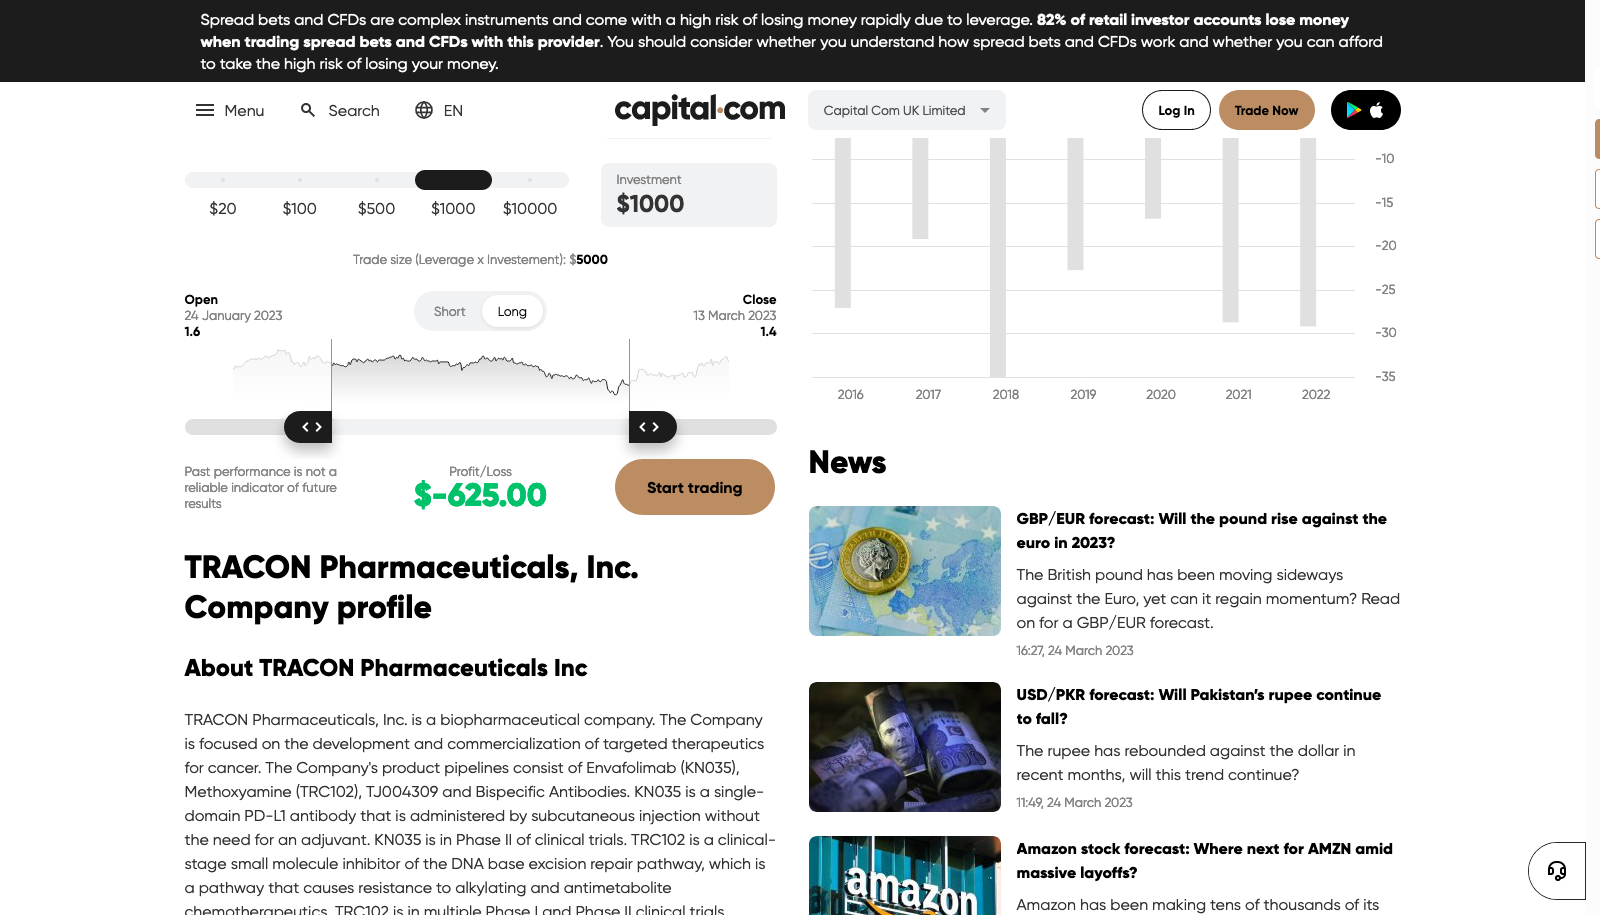 Spread bets and CFDs are complex instruments and come with a high risk of losing money rapidly due to leverage. 82% of retail investor accounts lose money
when trading spread bets and CFDs with this provider. You should consider whether you understand how spread bets and CFDs work and whether you can afford
to take the high risk of losing your money.
Menu
Search
EN
capital.com
Capital Com UK Limited
Log In
Trade Now
$20
$100
$500
$1000
$10000
Investment
$1000
Trade size (Leverage x Investement): $5000
Open
24 January 2023
1.6
Short
Long
Close
13 March 2023
1.4
Past performance is not a
reliable indicator of future
results
Profit/Loss
$-625.00
Start trading
TRACON Pharmaceuticals, Inc.
Company profile
About TRACON Pharmaceuticals Inc
TRACON Pharmaceuticals, Inc. is a biopharmaceutical company. The Company
is focused on the development and commercialization of targeted therapeutics
for cancer. The Company's product pipelines consist of Envafolimab (KN035),
Methoxyamine (TRC102), TJ004309 and Bispecific Antibodies. KN035 is a single-
domain PD-L1 antibody that is administered by subcutaneous injection without
the need for an adjuvant. KN035 is in Phase II of clinical trials. TRC102 is a clinical-
stage small molecule inhibitor of the DNA base excision repair pathway, which is
a pathway that causes resistance to alkylating and antimetabolite
chemotherapeutics. TRC102 is in multiple Phase I and Phase II clinical trials.
-10
-15
-20
-25
-30
-35
2016
2017
2018
2019
2020
2021
2022
News
GBP/EUR forecast: Will the pound rise against the
euro in 2023?
The British pound has been moving sideways
against the Euro, yet can it regain momentum? Read
on for a GBP/EUR forecast.
16:27, 24 March 2023
USD/PKR forecast: Will Pakistan's rupee continue
to fall?
The rupee has rebounded against the dollar in
recent months, will this trend continue?
11:49, 24 March 2023
amazon
Amazon stock forecast: Where next for AMZN amid
massive layoffs?
Amazon has been making tens of thousands of its